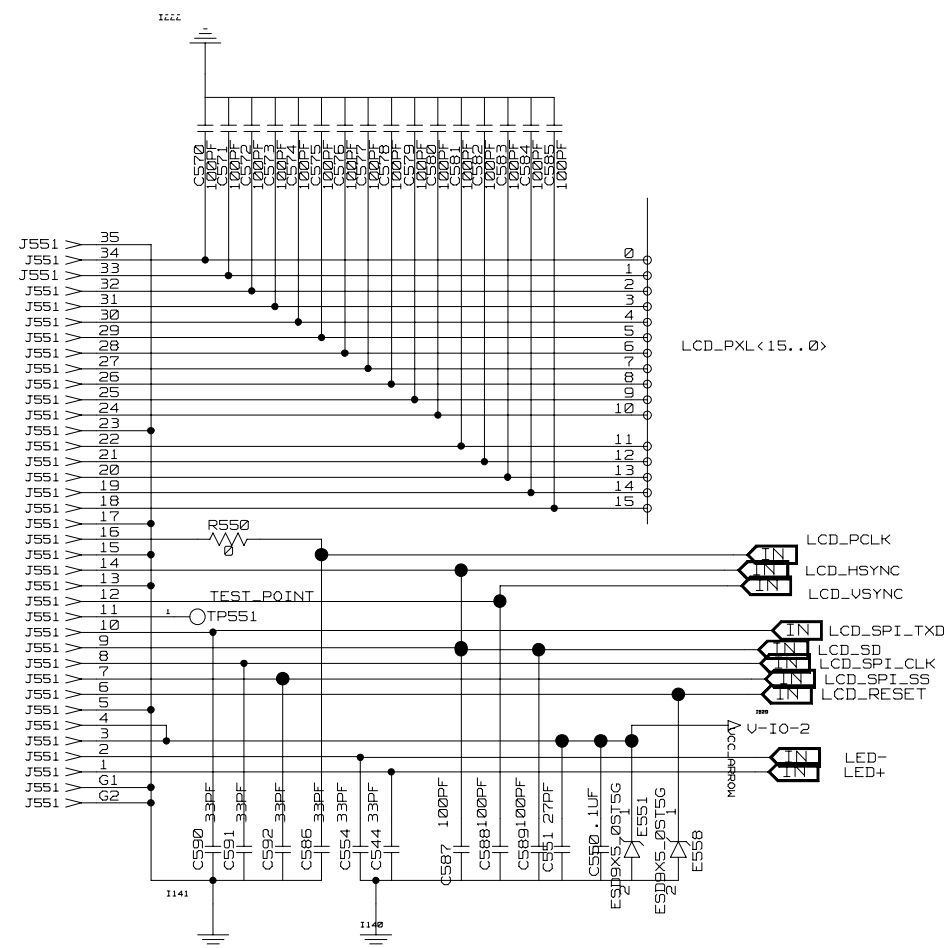 I222
C570 100PF
C571 100PF
C572 100PF
C573 100PF
C574 100PF
C575 100PF
C576 100PF
C577 100PF
C578 100PF
C579 100PF
C580 100PF
C581 100PF
C582 100PF
C583 100PF
C584 100PF
C585 100PF
J551 35
J551 34 0
J551 33 1
J551 32 2
J551 31 3
J551 30 4
J551 29 5
LCD_PXL<15..0>
J551 28 6
J551 27 7
J551 26 8
J551 25 9
J551 24 10
J551 23
J551 22 11
J551 21 12
J551 20 13
J551 19 14
J551 18 15
J551 17
J551 16 R550 0
LCD_PCLK
J551 15 IN
J551 14 IN LCD_HSYNC
J551 13 IN
LCD_VSYNC
J551 12 TEST_POINT
J551 11 1 TP551
J551 10 IN LCD_SPI_TXD
J551 9 IN LCD_SD
J551 8 IN LCD_SPI_CLK
J551 7 IN LCD_SPI_SS
J551 6 IN LCD_RESET
J551 5
J551 4 V-IO-2
VCC_ARROW
J551 3
J551 2 IN LED-
J551 1 IN LED+
J551 G1
J551 G2
C590 33PF
C591 33PF
C592 33PF
C586 33PF
C554 33PF
C544 33PF
C587 100PF
C588 100PF
C589 100PF
C551 27PF
C550 .1UF
ESD9X5_0ST5G 1 2 E551
ESD9X5_0ST5G 1 2 E558
I141
I140